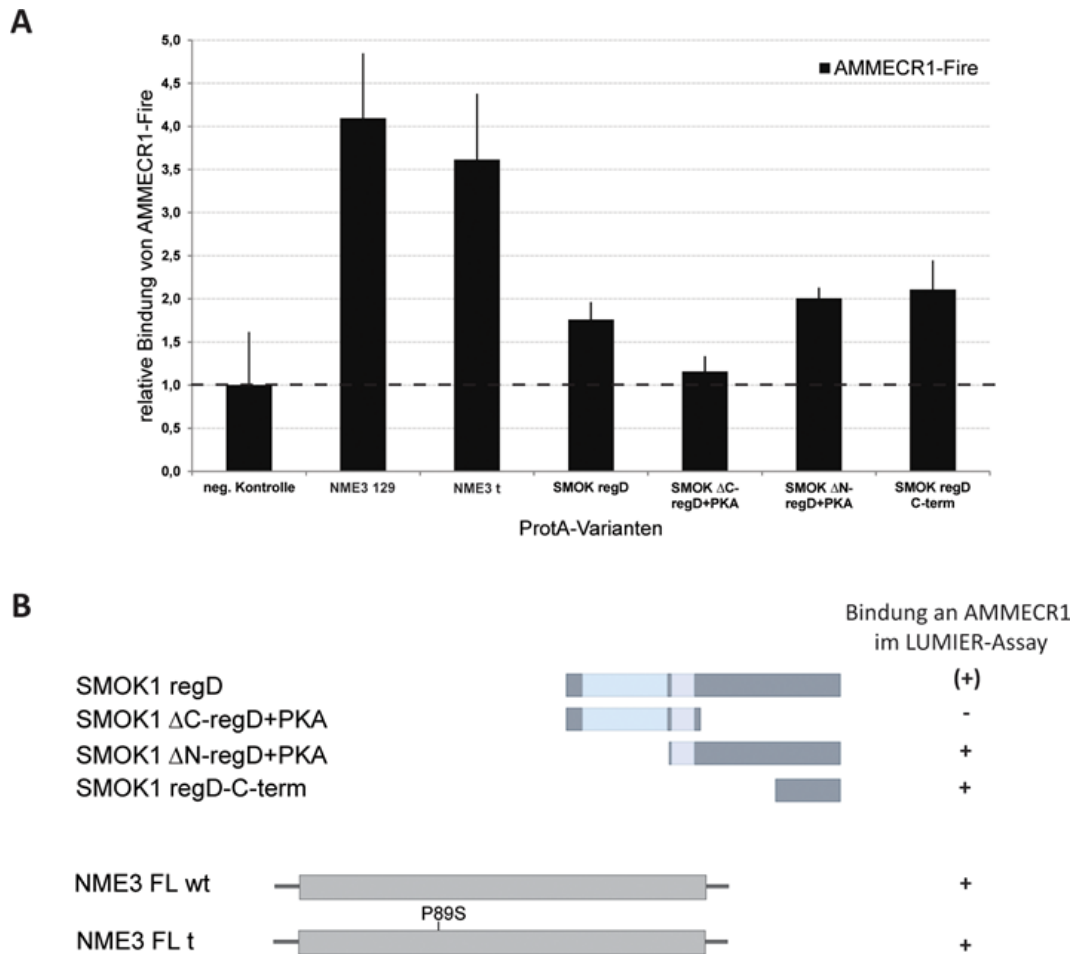 A
relative Bindung von AMMECR1-Fire
5,0
4,5
4,0
3,5
3,0
2,5
2,0
1,5
1,0
0,5
0,0
AMMECR1-Fire
neg. Kontrolle
NME3 129
NME3 t
SMOK regD
SMOK ΔC-
regD+PKA
SMOK ΔN-
regD+PKA
SMOK regD
C-term
ProtA-Varianten
B
Bindung an AMMECR1
im LUMIER-Assay
SMOK1 regD (+)
SMOK1 ΔC-regD+PKA -
SMOK1 ΔN-regD+PKA +
SMOK1 regD-C-term +
NME3 FL wt +
P89S
NME3 FL t +